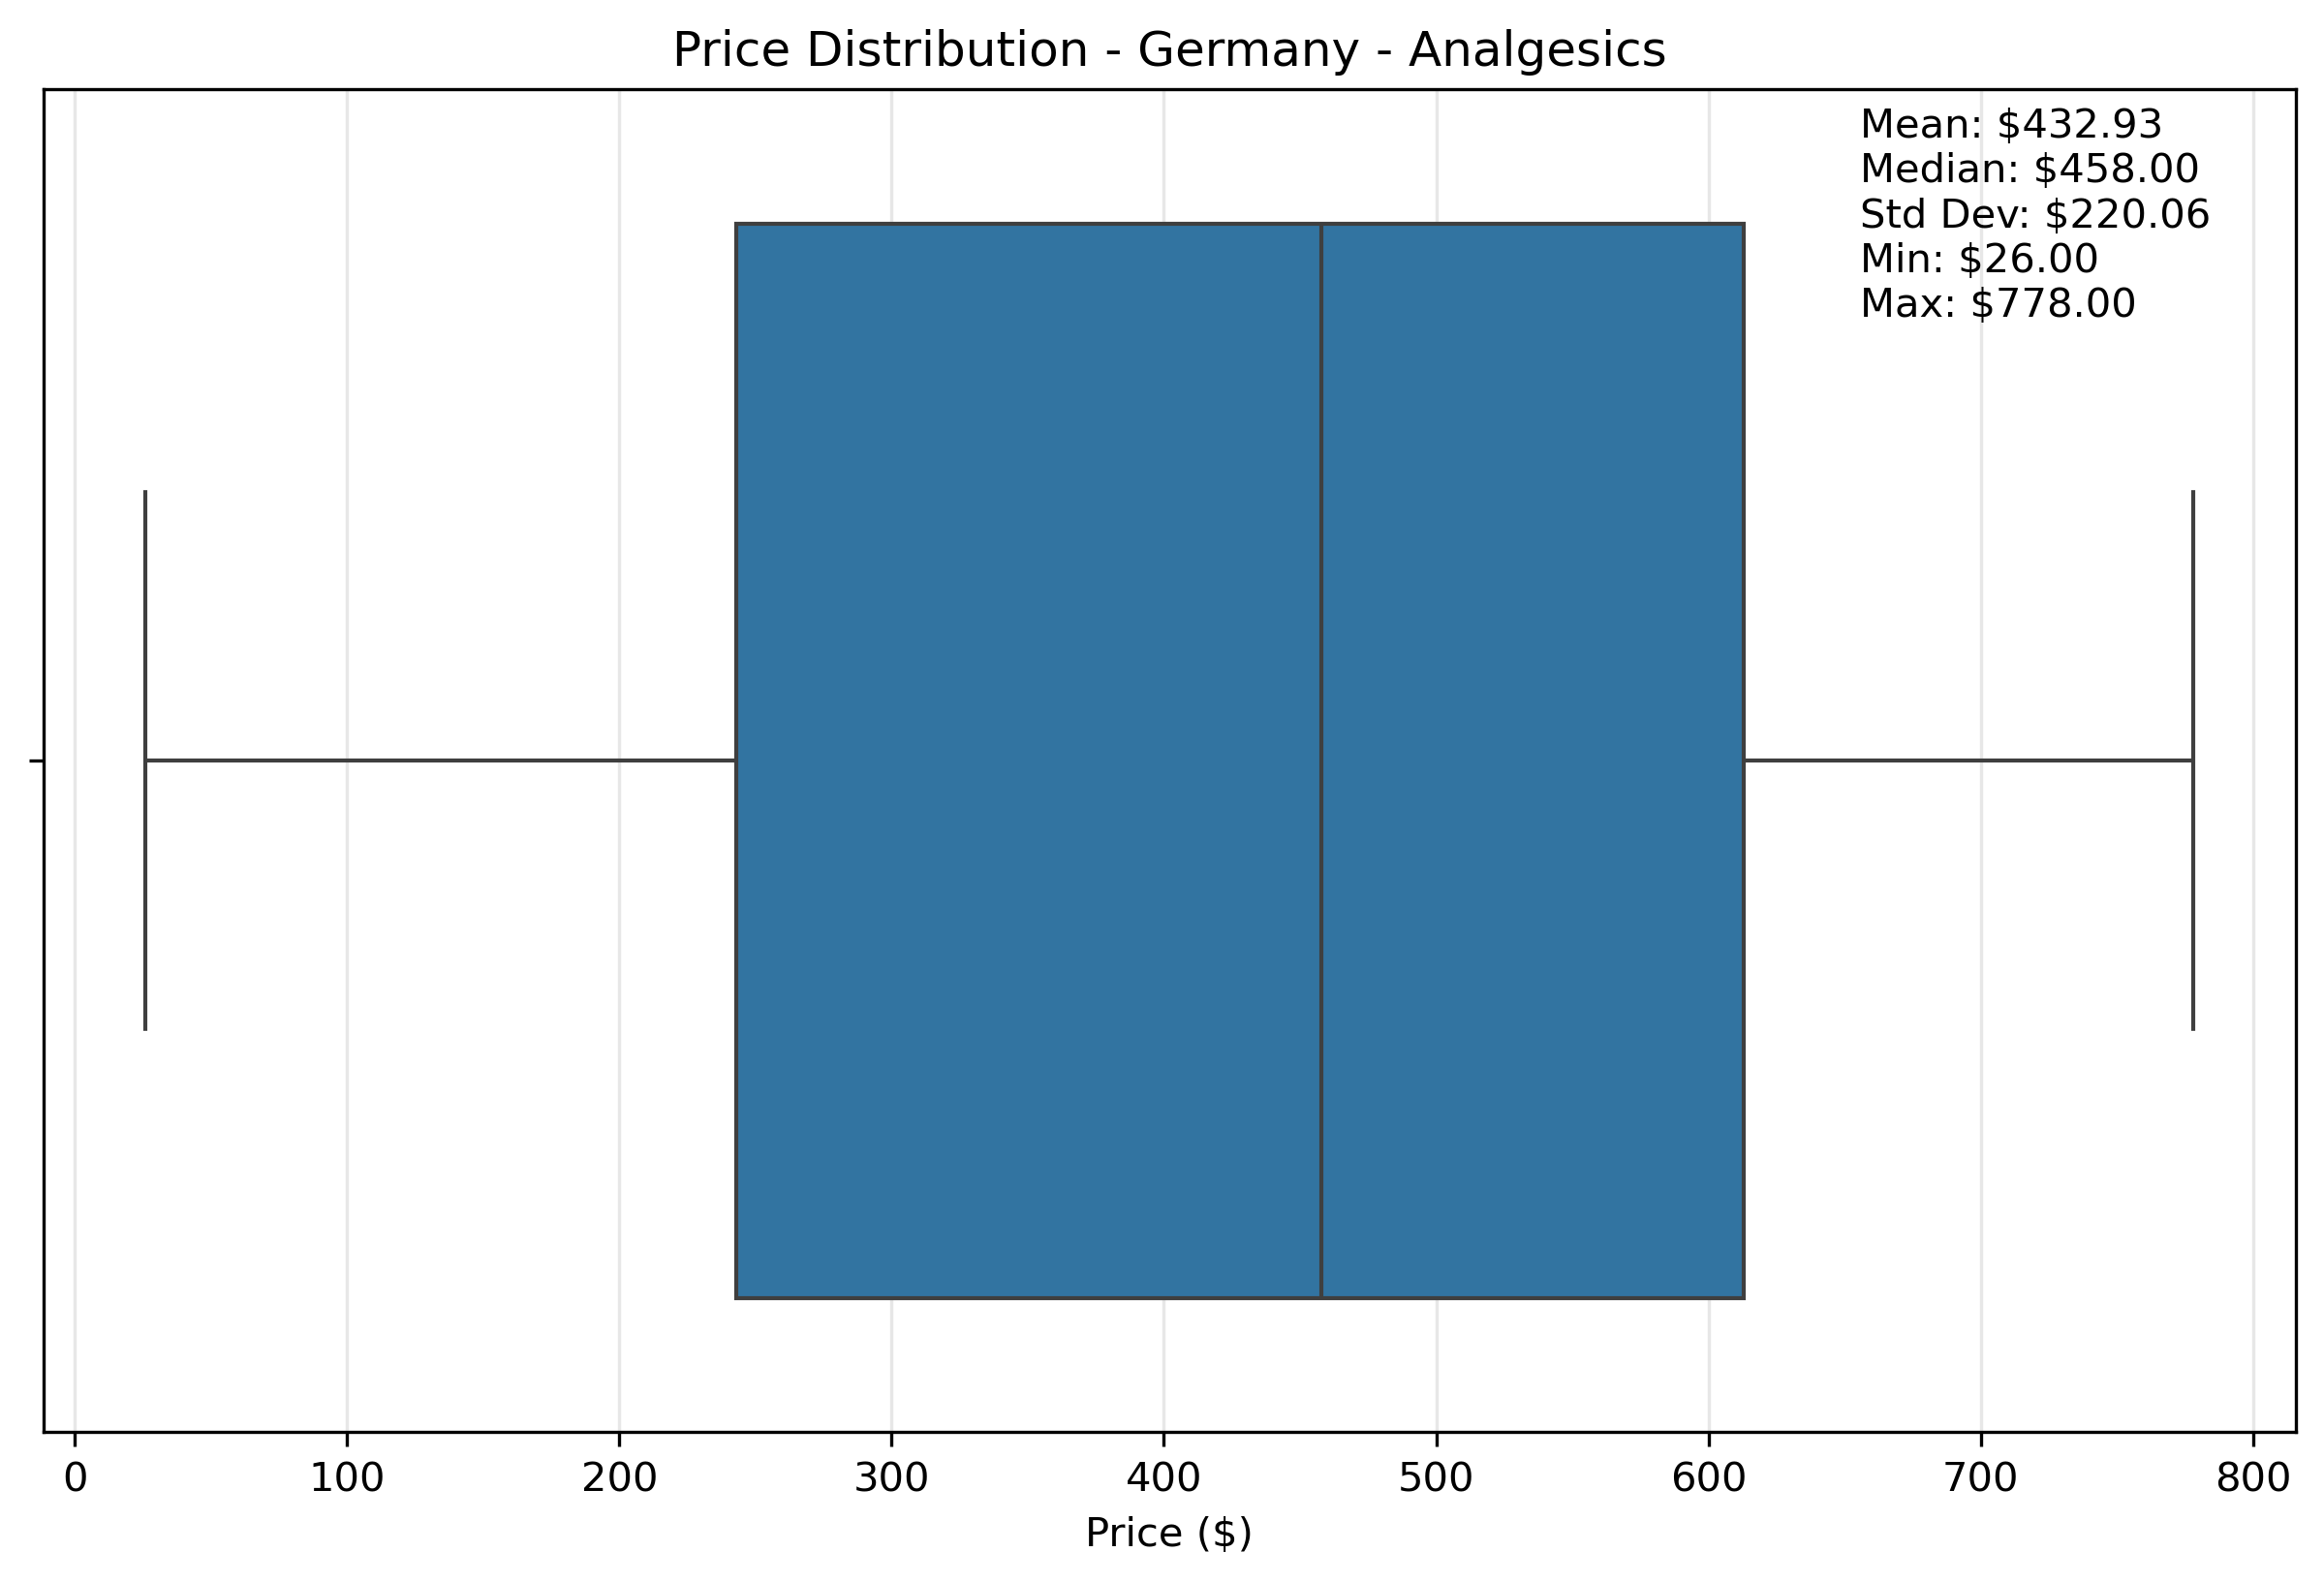 Price Distribution - Germany - Analgesics
Mean: $432.93
Median: $458.00
Std Dev: $220.06
Min: $26.00
Max: $778.00
0 100 200 300 400 500 600 700 800
Price ($)